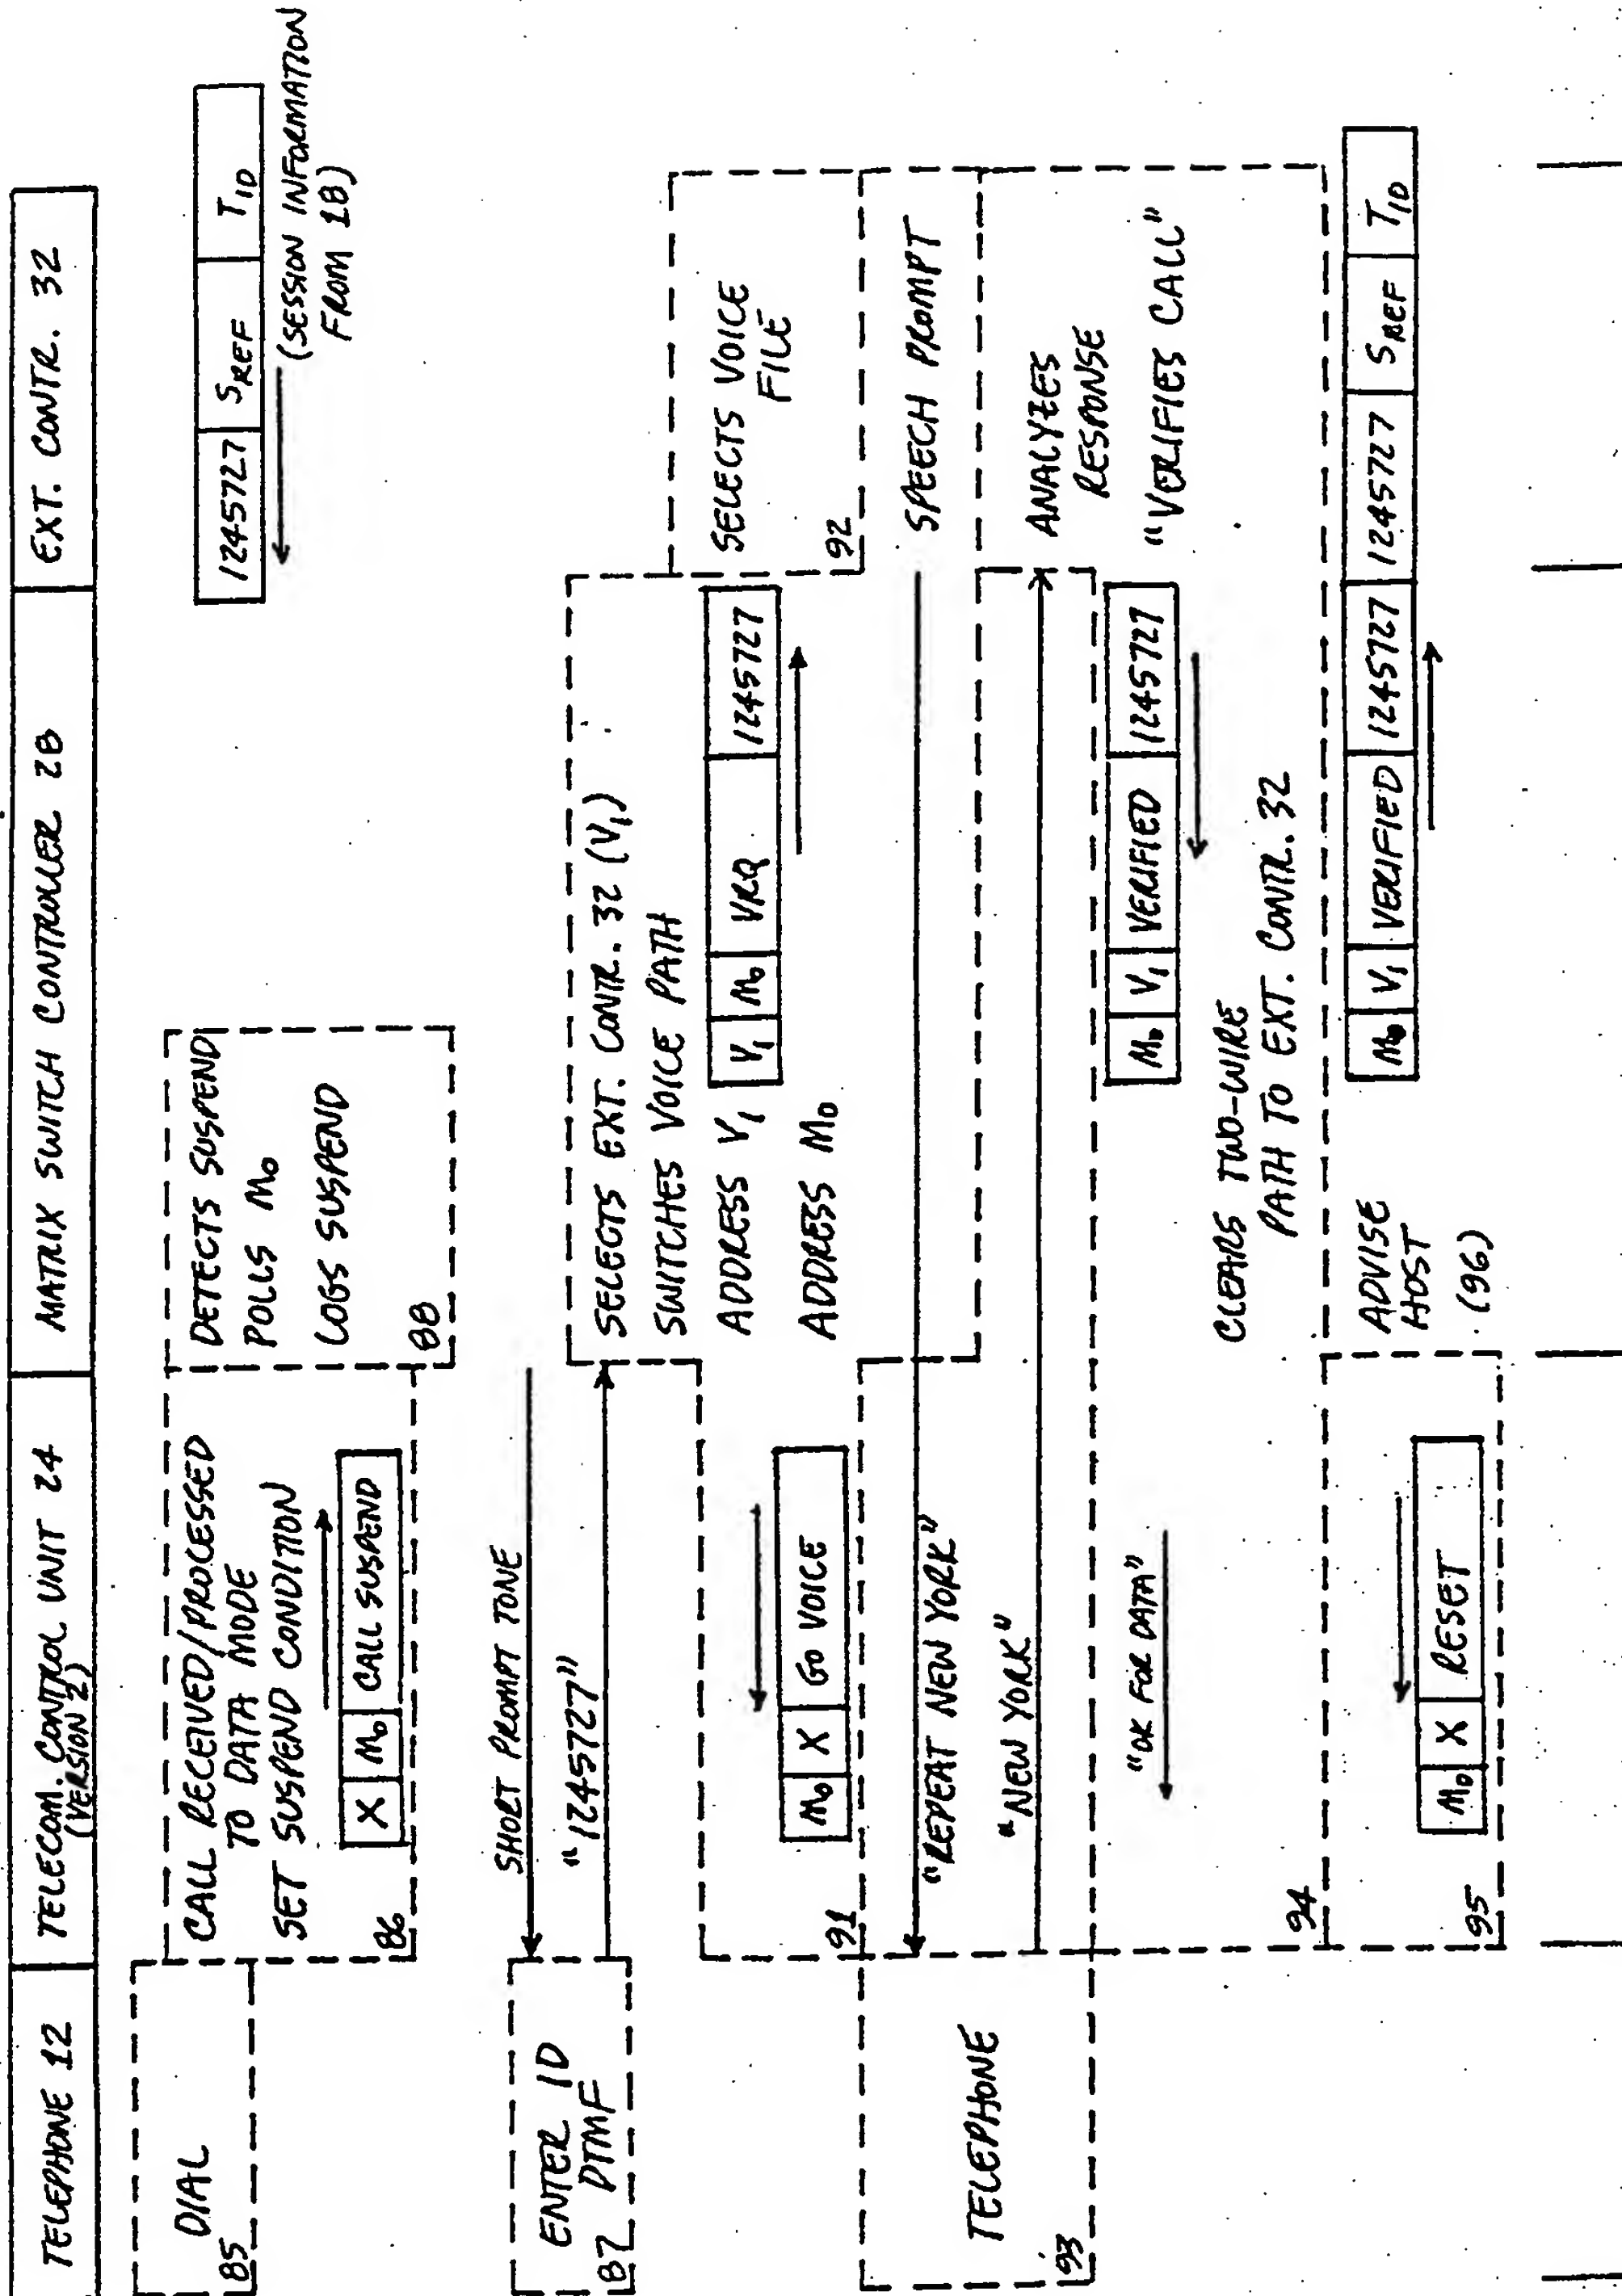 TELEPHONE 12
TELECOM. CONTROL UNIT 24
(VERSION 2)
MATRIX SWITCH CONTROLLER 28
EXT. CONTR. 32
DIAL
85
CALL RECEIVED/PROCESSED
TO DATA MODE
SET SUSPEND CONDITION
X M0 CALL SUSPEND
86
DETECTS SUSPEND
POLLS M0
LOGS SUSPEND
88
1245727 SREF TID
(SESSION INFORMATION
FROM 18)
SHORT PROMPT TONE
ENTER ID
DTMF
87
"1245727"
SELECTS EXT. CONTR. 32 (V1)
SWITCHES VOICE PATH
ADDRESS V1
V1 M0 VRQ 1245727
ADDRESS M0
SELECTS VOICE
FILE
92
M0 X GO VOICE
91
SPEECH PROMPT
"REPEAT NEW YORK"
"NEW YORK"
TELEPHONE
93
ANALYZES
RESPONSE
"VERIFIES CALL"
M0 V1 VERIFIED 1245727
"OK FOR DATA"
CLEARS TWO-WIRE
PATH TO EXT. CONTR. 32
94
ADVISE
HOST
(96)
M0 V1 VERIFIED 1245727 1245727 SREF TID
M0 X RESET
95